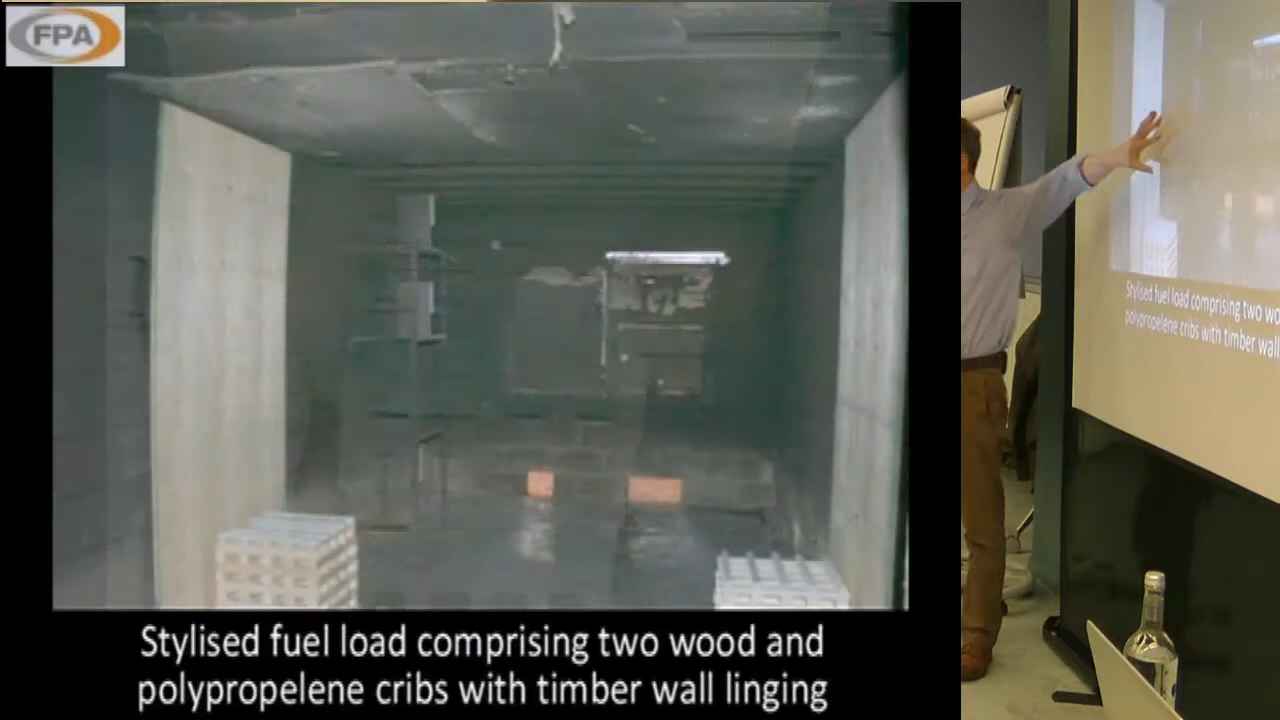 FPA
Stylised fuel load comprising two wood and
polypropelene cribs with timber wall linging
Stylised fuel load comprising two wo
polypropelene cribs with timber wall